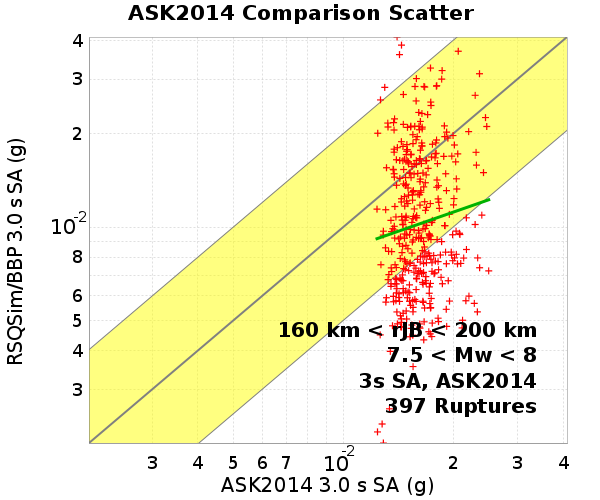 ASK2014 Comparison Scatter
RSQSim/BBP 3.0 s SA (g)
4
3
2
10-2
8
6
5
4
3
160 km < rJB < 200 km
7.5 < Mw < 8
3s SA, ASK2014
397 Ruptures
3 4 5 6 7 10-2 2 3 4
ASK2014 3.0 s SA (g)